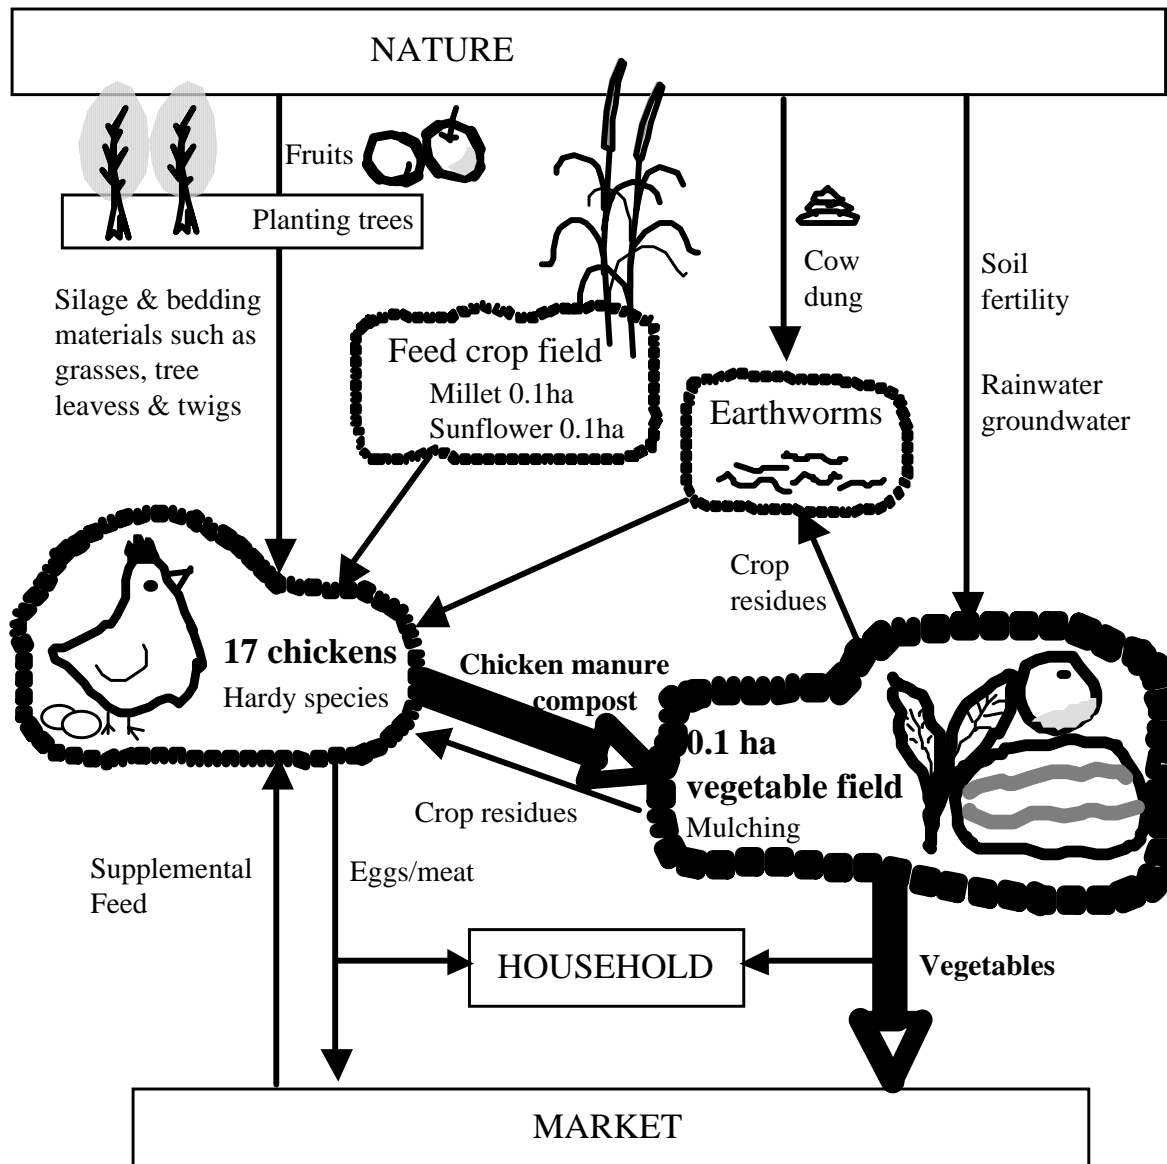 NATURE
Fruits
Planting trees
Silage & bedding
materials such as
grasses, tree
leavess & twigs
Feed crop field
Millet 0.1ha
Sunflower 0.1ha
Cow
dung
Soil
fertility
Rainwater
groundwater
Earthworms
Crop
residues
17 chickens
Hardy species
Chicken manure
compost
0.1 ha
vegetable field
Mulching
Crop residues
Supplemental
Feed
Eggs/meat
HOUSEHOLD
Vegetables
MARKET